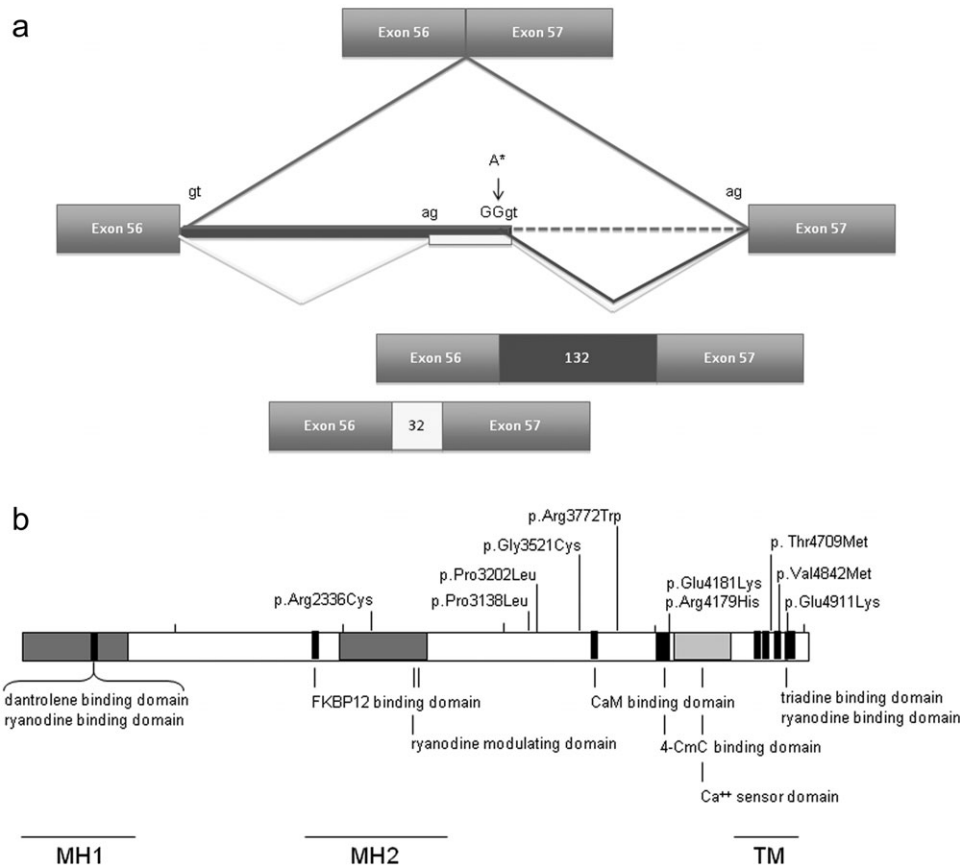 a
Exon 56 Exon 57
A*
gt ag GGgt ag
Exon 56 Exon 57
Exon 56 132 Exon 57
Exon 56 32 Exon 57
b
p.Arg3772Trp
p.Gly3521Cys
p. Thr4709Met
p.Pro3202Leu
p.Glu4181Lys
p.Val4842Met
p.Arg2336Cys
p.Pro3138Leu
p.Arg4179His
p.Glu4911Lys
dantrolene binding domain
ryanodine binding domain
FKBP12 binding domain
CaM binding domain
triadine binding domain
ryanodine binding domain
ryanodine modulating domain
4-CmC binding domain
Ca++ sensor domain
MH1 MH2 TM